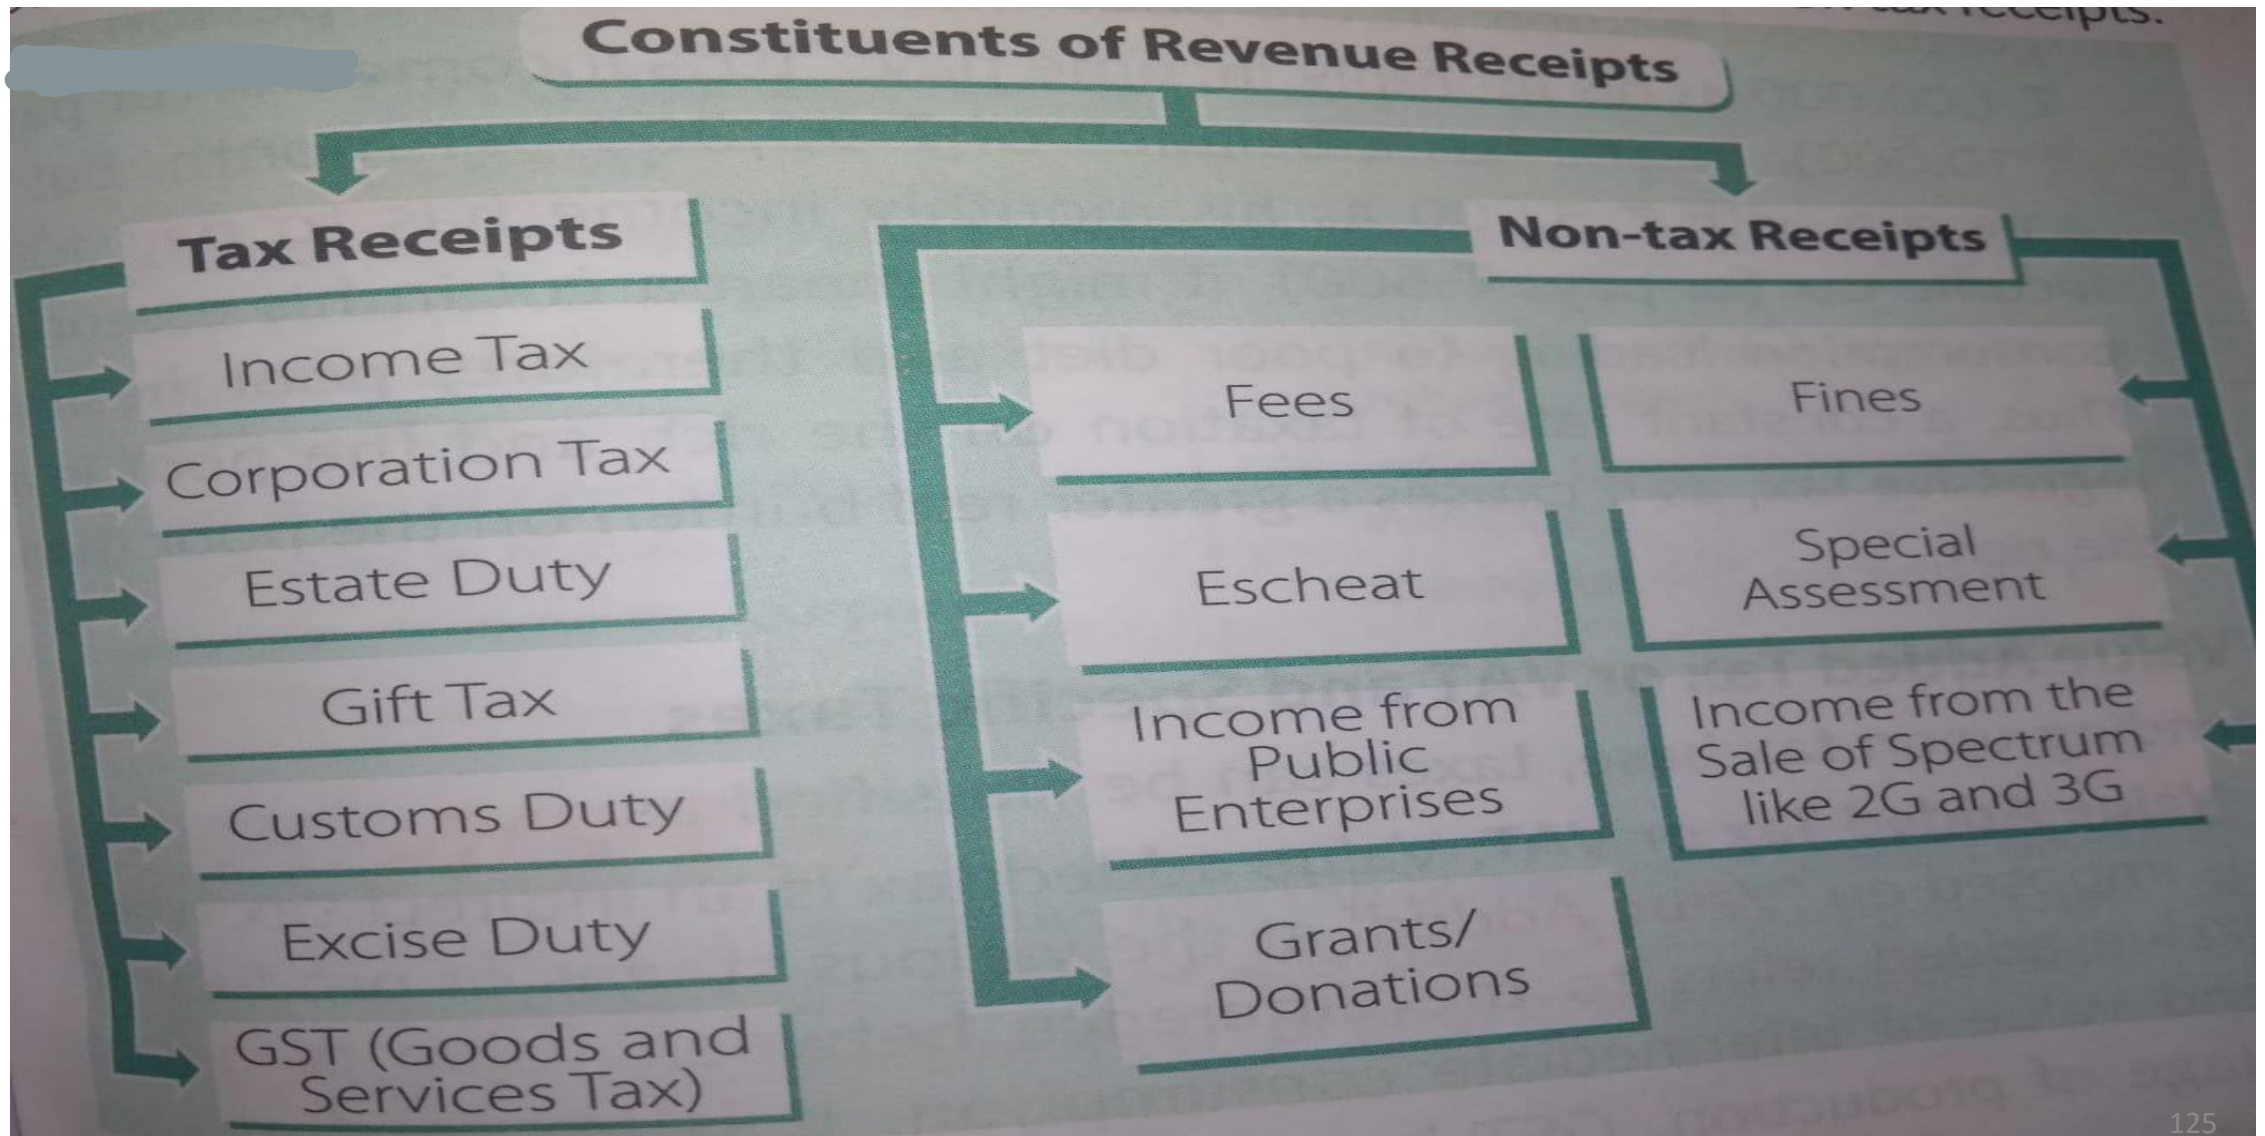 tax receipts.
Constituents of Revenue Receipts
Tax Receipts
Income Tax
Corporation Tax
Estate Duty
Gift Tax
Customs Duty
Excise Duty
GST (Goods and
Services Tax)
Non-tax Receipts
Fees
Escheat
Income from
Public
Enterprises
Grants/
Donations
Fines
Special
Assessment
Income from the
Sale of Spectrum
like 2G and 3G
125